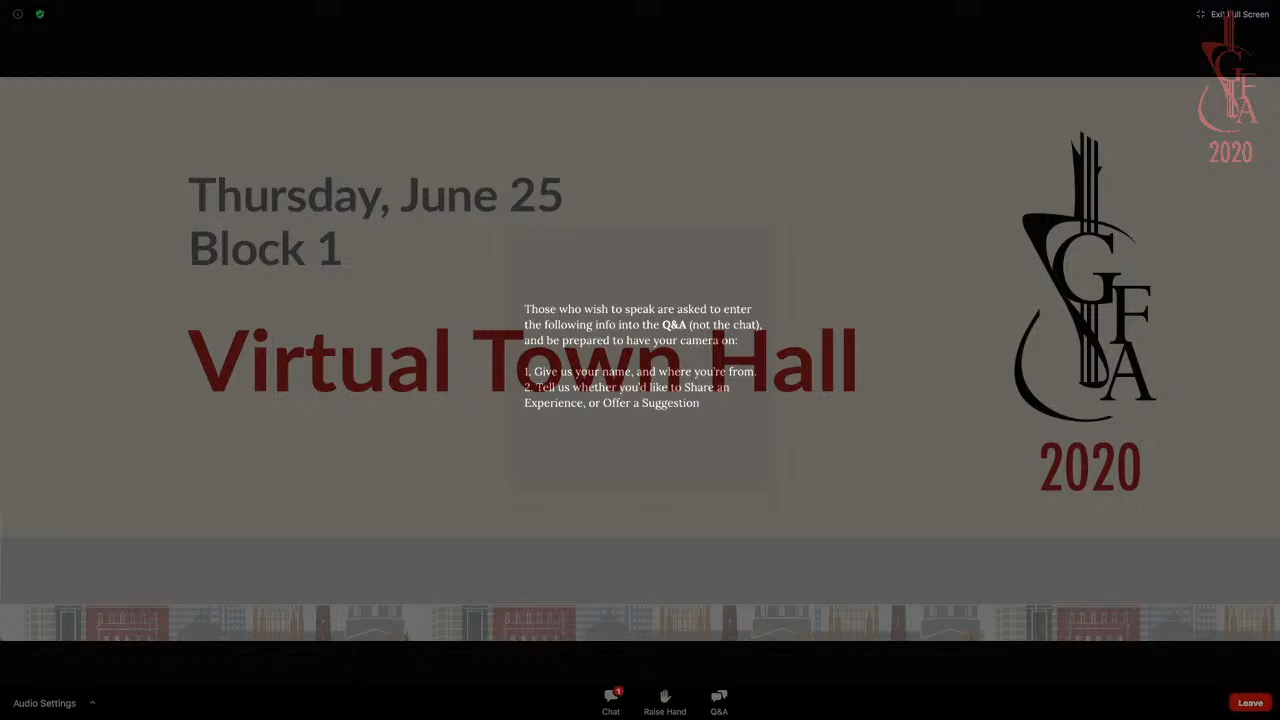 Exit Full Screen
GFA
2020
Thursday, June 25
Block 1
Virtual Town Hall
GFA
2020
Those who wish to speak are asked to enter
the following info into the Q&A (not the chat),
and be prepared to have your camera on:
1. Give us your name, and where you're from.
2. Tell us whether you'd like to Share an
Experience, or Offer a Suggestion
Audio Settings
1
Chat
Raise Hand
Q&A
Leave